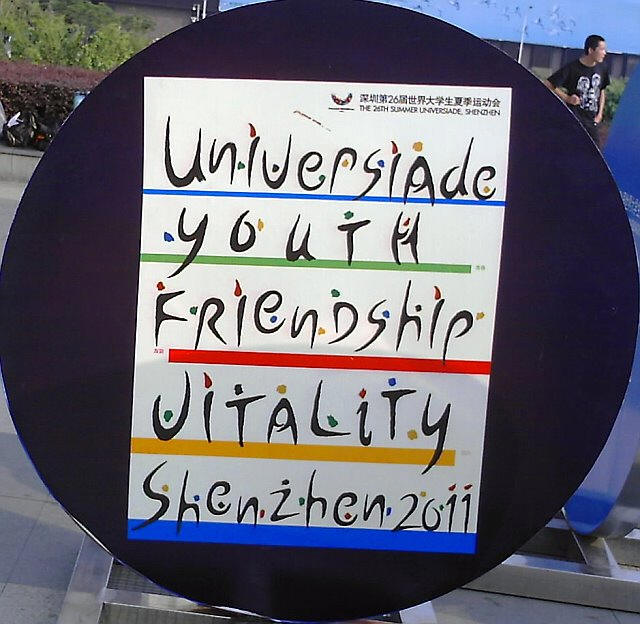 深圳第26届世界大学生夏季运动会
THE 26TH SUMMER UNIVERSIADE, SHENZHEN
Universiade
YOUTH
Friendship
VITALITY
Shenzhen 2011